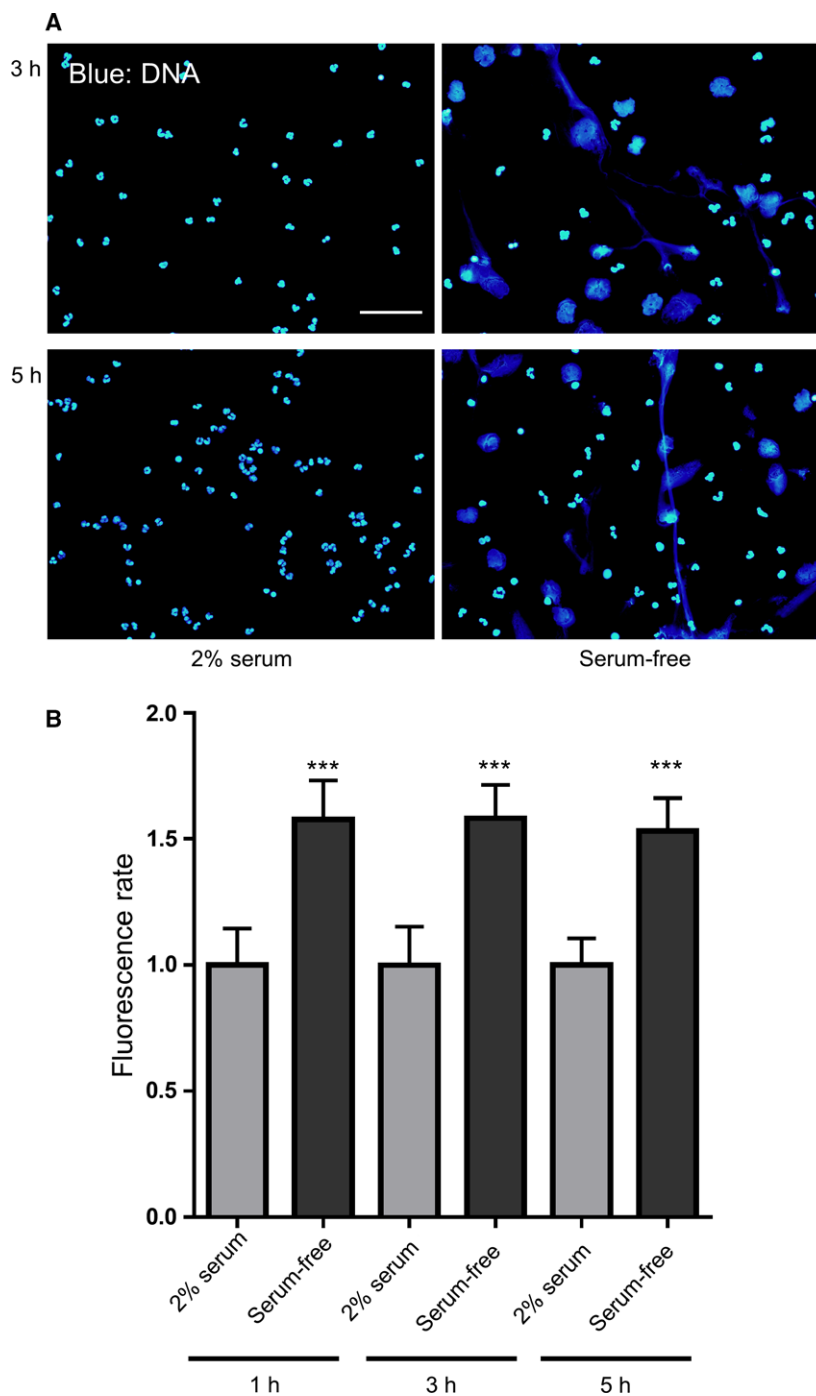 A
3 h
Blue: DNA
5 h
2% serum
Serum-free
B
2.0
1.5
1.0
0.5
0.0
Fluorescence rate
***
***
***
2% serum
Serum-free
2% serum
Serum-free
2% serum
Serum-free
1 h
3 h
5 h